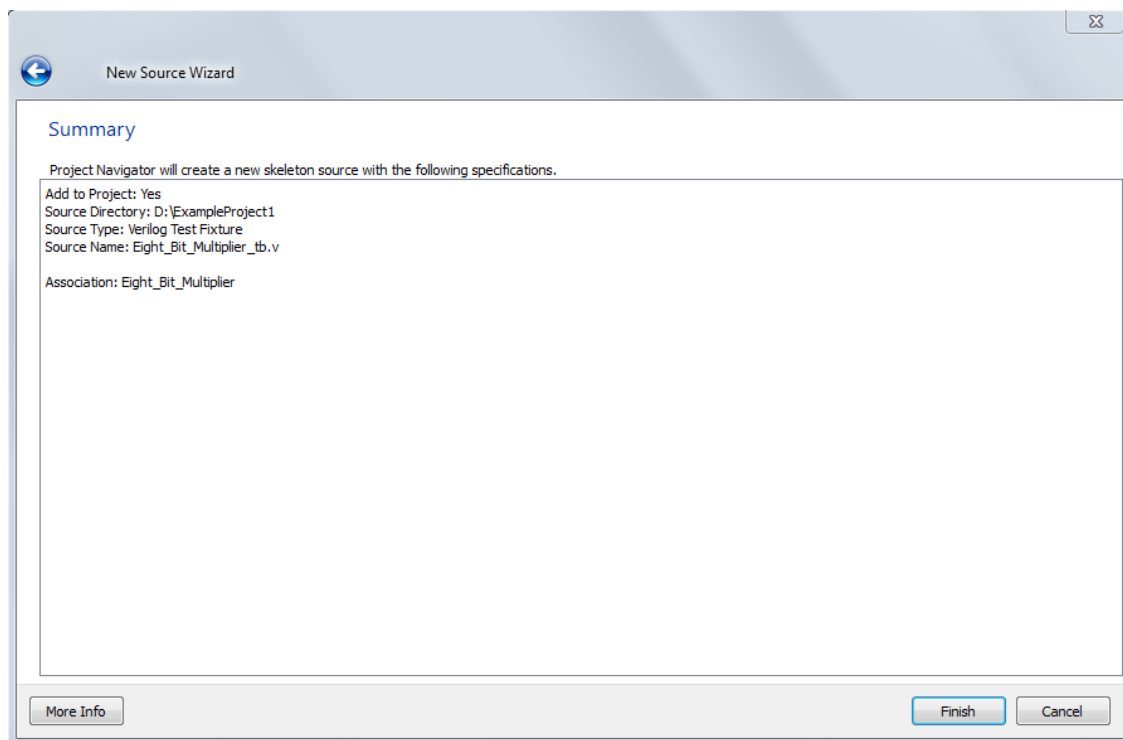 New Source Wizard
Summary
Project Navigator will create a new skeleton source with the following specifications.
Add to Project: Yes
Source Directory: D:\ExampleProject1
Source Type: Verilog Test Fixture
Source Name: Eight_Bit_Multiplier_tb.v
Association: Eight_Bit_Multiplier
More Info
Finish
Cancel